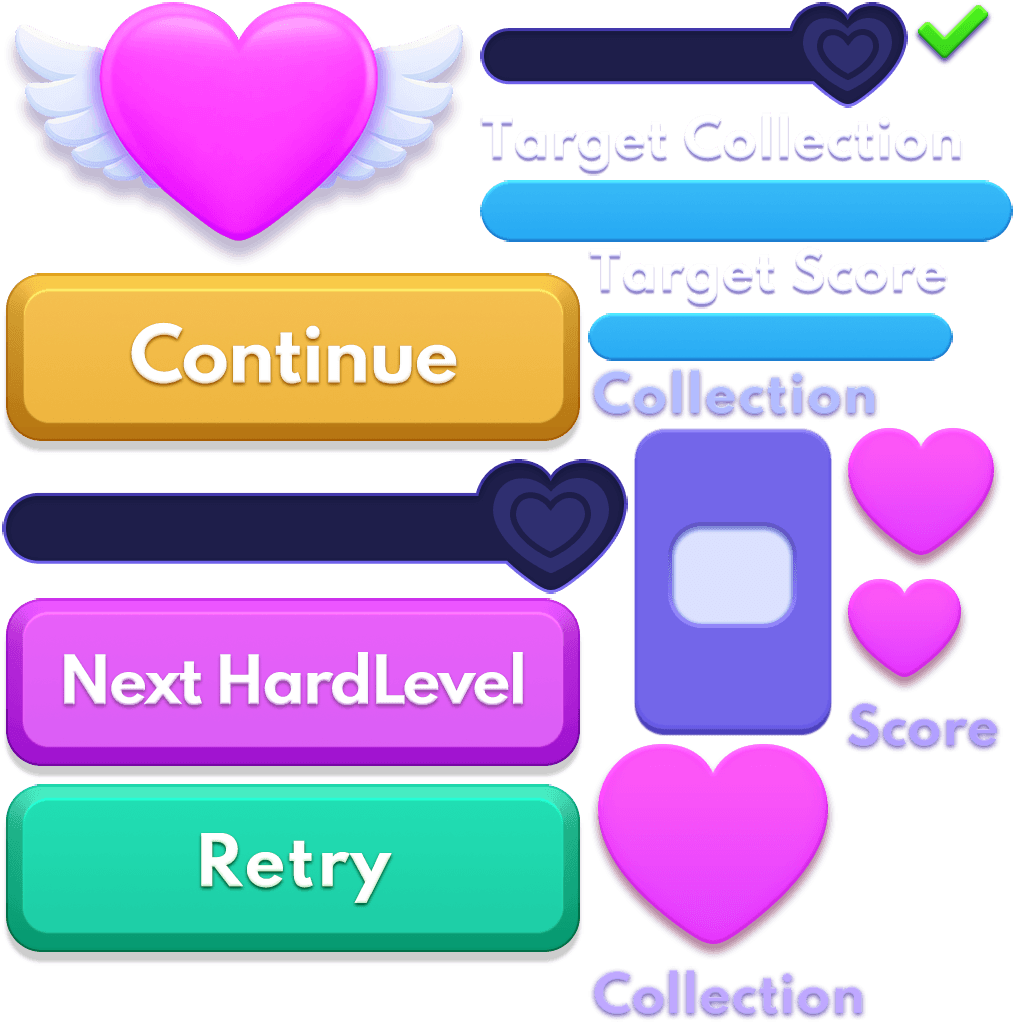 Target Collection
Target Score
Continue
Collection
Next HardLevel
Score
Retry
Collection